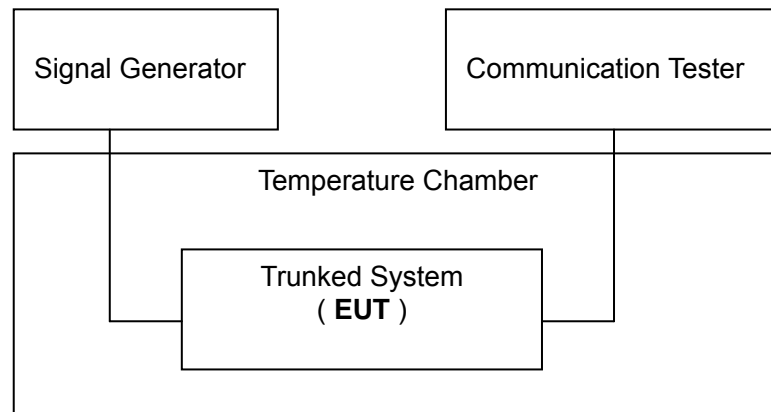 Signal Generator
Communication Tester
Temperature Chamber
Trunked System
( EUT )